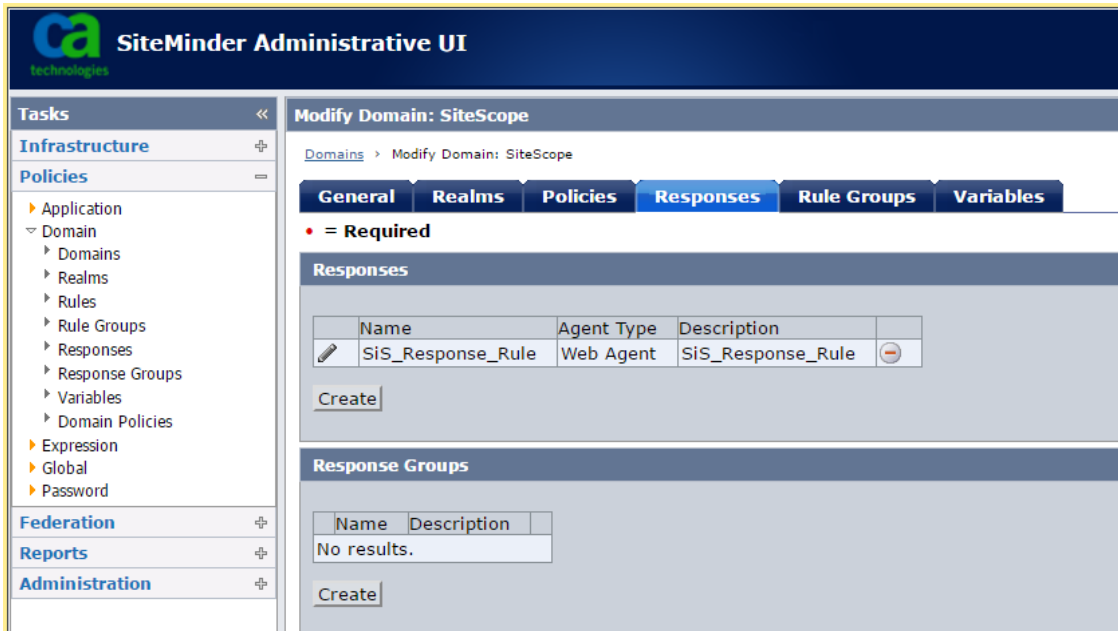 ca
technologies
SiteMinder Administrative UI
Tasks «
Infrastructure
Policies
Application
Domain
Domains
Realms
Rules
Rule Groups
Responses
Response Groups
Variables
Domain Policies
Expression
Global
Password
Federation
Reports
Administration
Modify Domain: SiteScope
Domains › Modify Domain: SiteScope
General Realms Policies Responses Rule Groups Variables
• = Required
Responses
Name Agent Type Description
SiS_Response_Rule Web Agent SiS_Response_Rule
Create
Response Groups
Name Description
No results.
Create